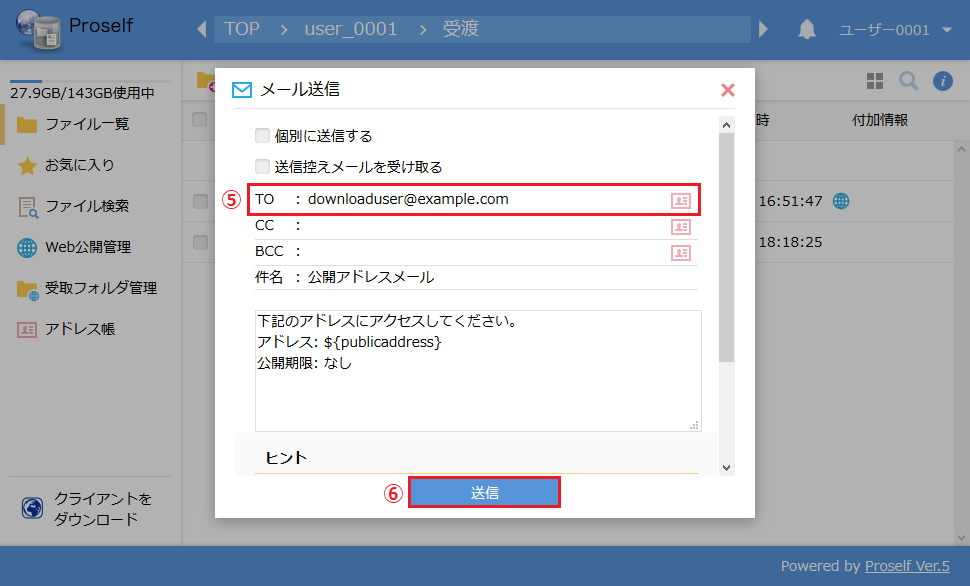 Proself
TOP > user_0001 > 受渡
ユーザー0001
27.9GB/143GB使用中
ファイル一覧
お気に入り
ファイル検索
Web公開管理
受取フォルダ管理
アドレス帳
クライアントを
ダウンロード
時 付加情報
16:51:47
18:18:25
メール送信
個別に送信する
送信控えメールを受け取る
⑤ TO : downloaduser@example.com
CC :
BCC :
件名 : 公開アドレスメール
下記のアドレスにアクセスしてください。
アドレス: ${publicaddress}
公開期限: なし
ヒント
⑥ 送信
Powered by Proself Ver.5